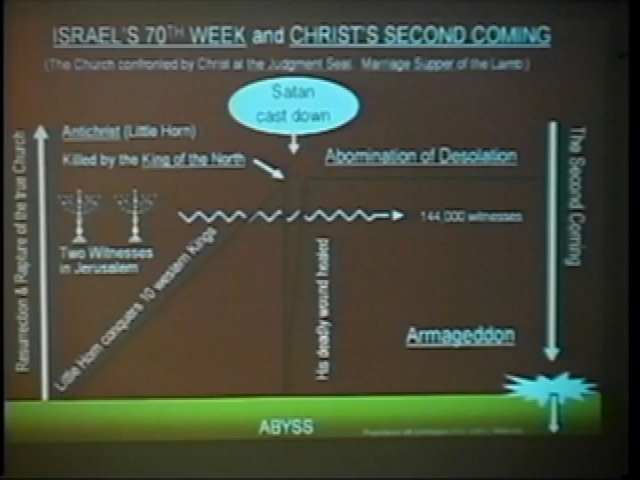 ISRAEL'S 70TH WEEK and CHRIST'S SECOND COMING
(The Church confronted by Christ at the Judgment Seat. Marriage Supper of the Lamb)
Satan
cast down
Antichrist (Little Horn)
Killed by the King of the North
Abomination of Desolation
144,000 witnesses
Two Witnesses
in Jerusalem
Resurrection & Rapture of the true Church
Little Horn conquers 10 western Kings
His deadly wound healed
The Second Coming
Armageddon
ABYSS